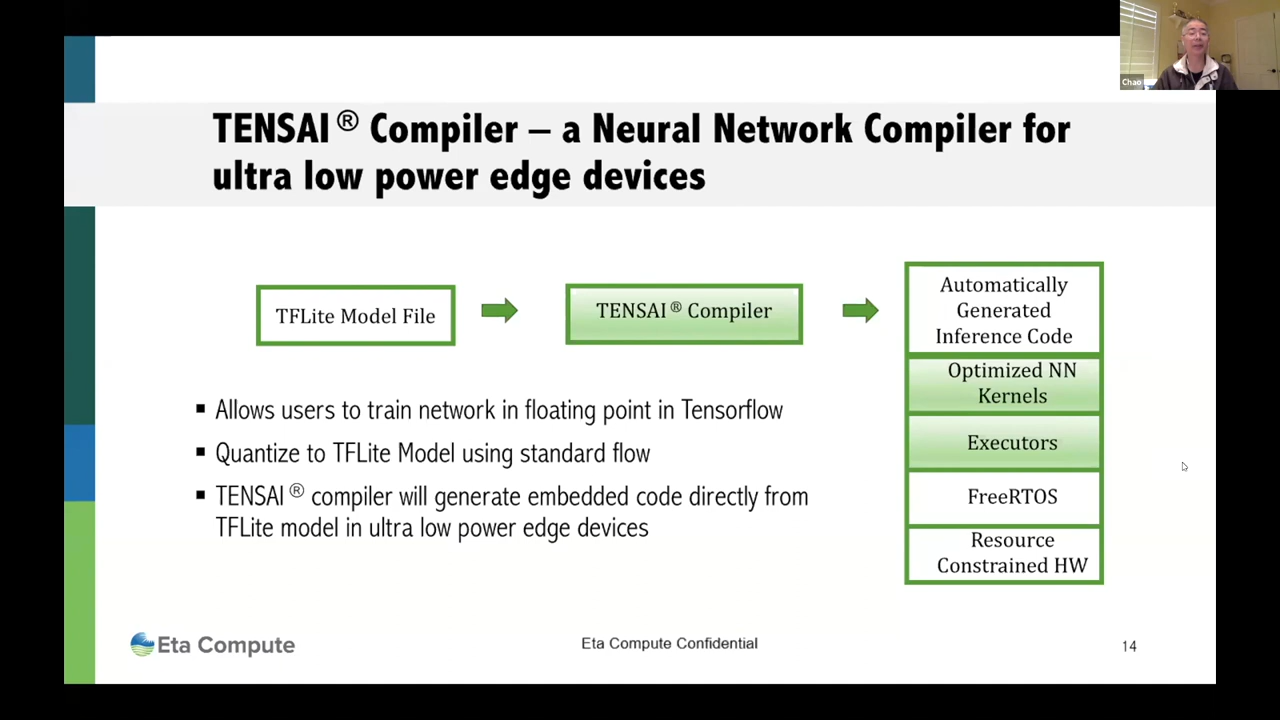 Chao
TENSAI® Compiler – a Neural Network Compiler for
ultra low power edge devices
TFLite Model File
TENSAI® Compiler
Automatically
Generated
Inference Code
Optimized NN
Kernels
Executors
FreeRTOS
Resource
Constrained HW
▪ Allows users to train network in floating point in Tensorflow
▪ Quantize to TFLite Model using standard flow
▪ TENSAI® compiler will generate embedded code directly from
TFLite model in ultra low power edge devices
Eta Compute
Eta Compute Confidential
14